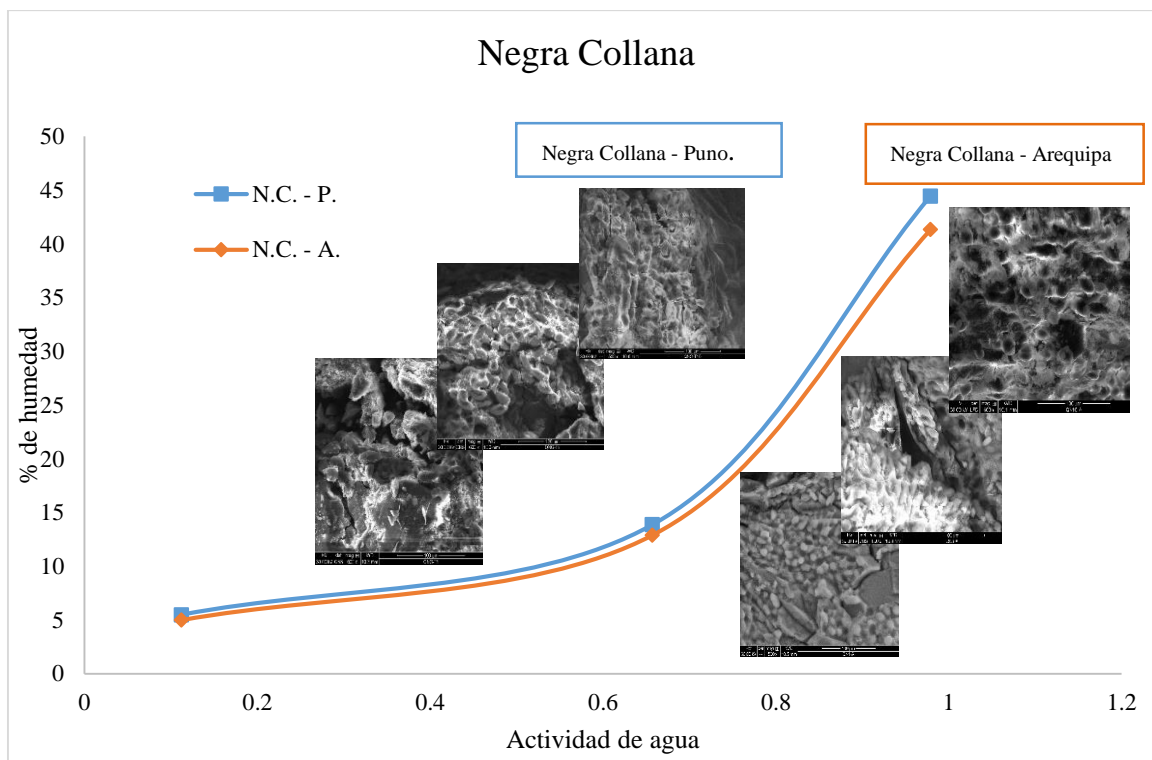 Negra Collana
50
45
40
35
30
25
20
15
10
5
0
% de humedad
N.C. - P.
N.C. - A.
Negra Collana - Puno.
Negra Collana - Arequipa
0
0.2
0.4
0.6
0.8
1
1.2
Actividad de agua